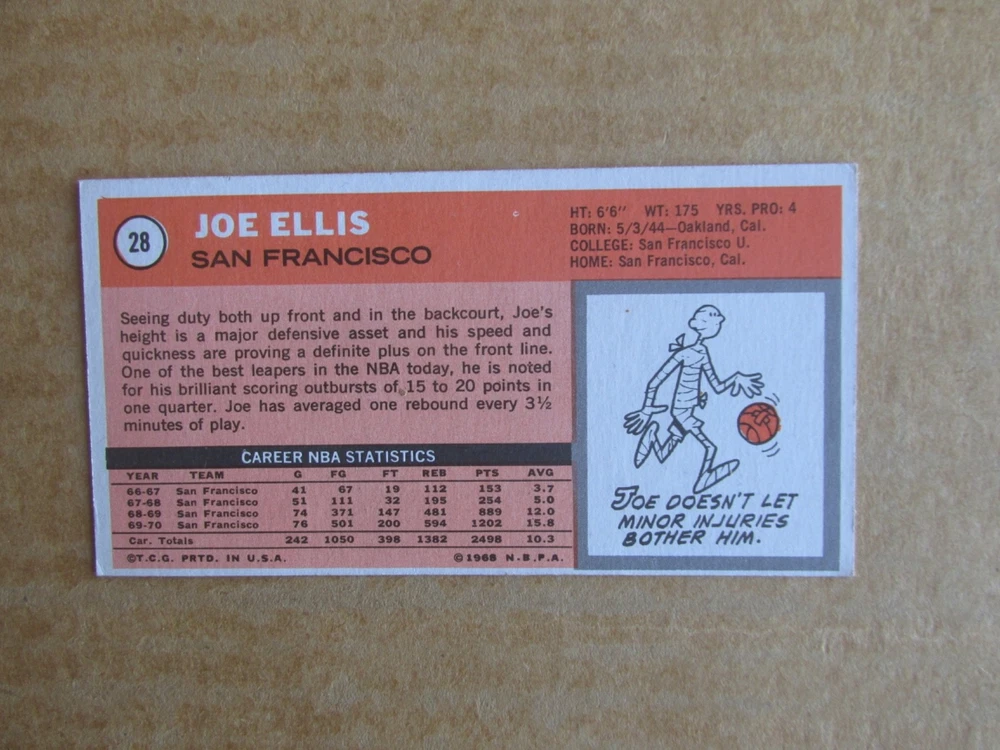 28
JOE ELLIS
SAN FRANCISCO
HT: 6'6" WT: 175 YRS. PRO: 4
BORN: 5/3/44—Oakland, Cal.
COLLEGE: San Francisco U.
HOME: San Francisco, Cal.
Seeing duty both up front and in the backcourt, Joe's
height is a major defensive asset and his speed and
quickness are proving a definite plus on the front line.
One of the best leapers in the NBA today, he is noted
for his brilliant scoring outbursts of 15 to 20 points in
one quarter. Joe has averaged one rebound every 3½
minutes of play.
CAREER NBA STATISTICS
YEAR TEAM G FG FT REB PTS AVG
66-67 San Francisco 41 67 19 112 153 3.7
67-68 San Francisco 51 111 32 195 254 5.0
68-69 San Francisco 74 371 147 481 889 12.0
69-70 San Francisco 76 501 200 594 1202 15.8
Car. Totals 242 1050 398 1382 2498 10.3
©T.C.G. PRTD. IN U.S.A. ©1968 N.B.P.A.
JOE DOESN'T LET
MINOR INJURIES
BOTHER HIM.